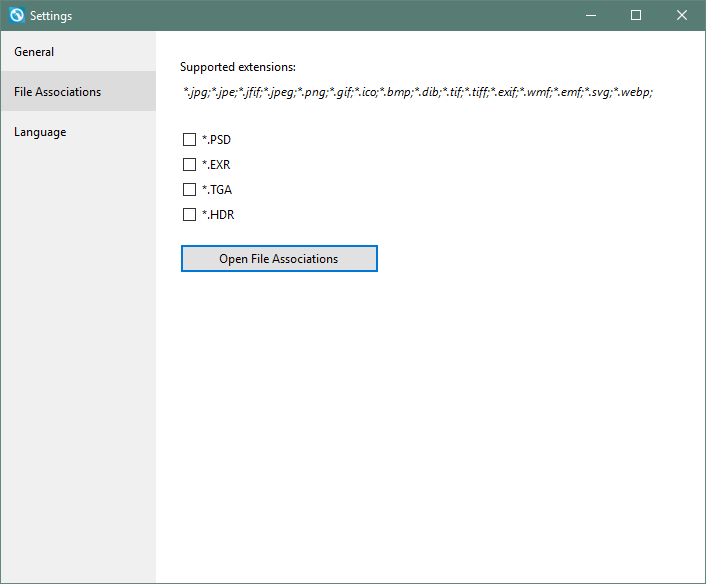 Settings
General
File Associations
Language
Supported extensions:
*.jpg;*.jpe;*.jfif;*.jpeg;*.png;*.gif;*.ico;*.bmp;*.dib;*.tif;*.tiff;*.exif;*.wmf;*.emf;*.svg;*.webp;
*.PSD
*.EXR
*.TGA
*.HDR
Open File Associations